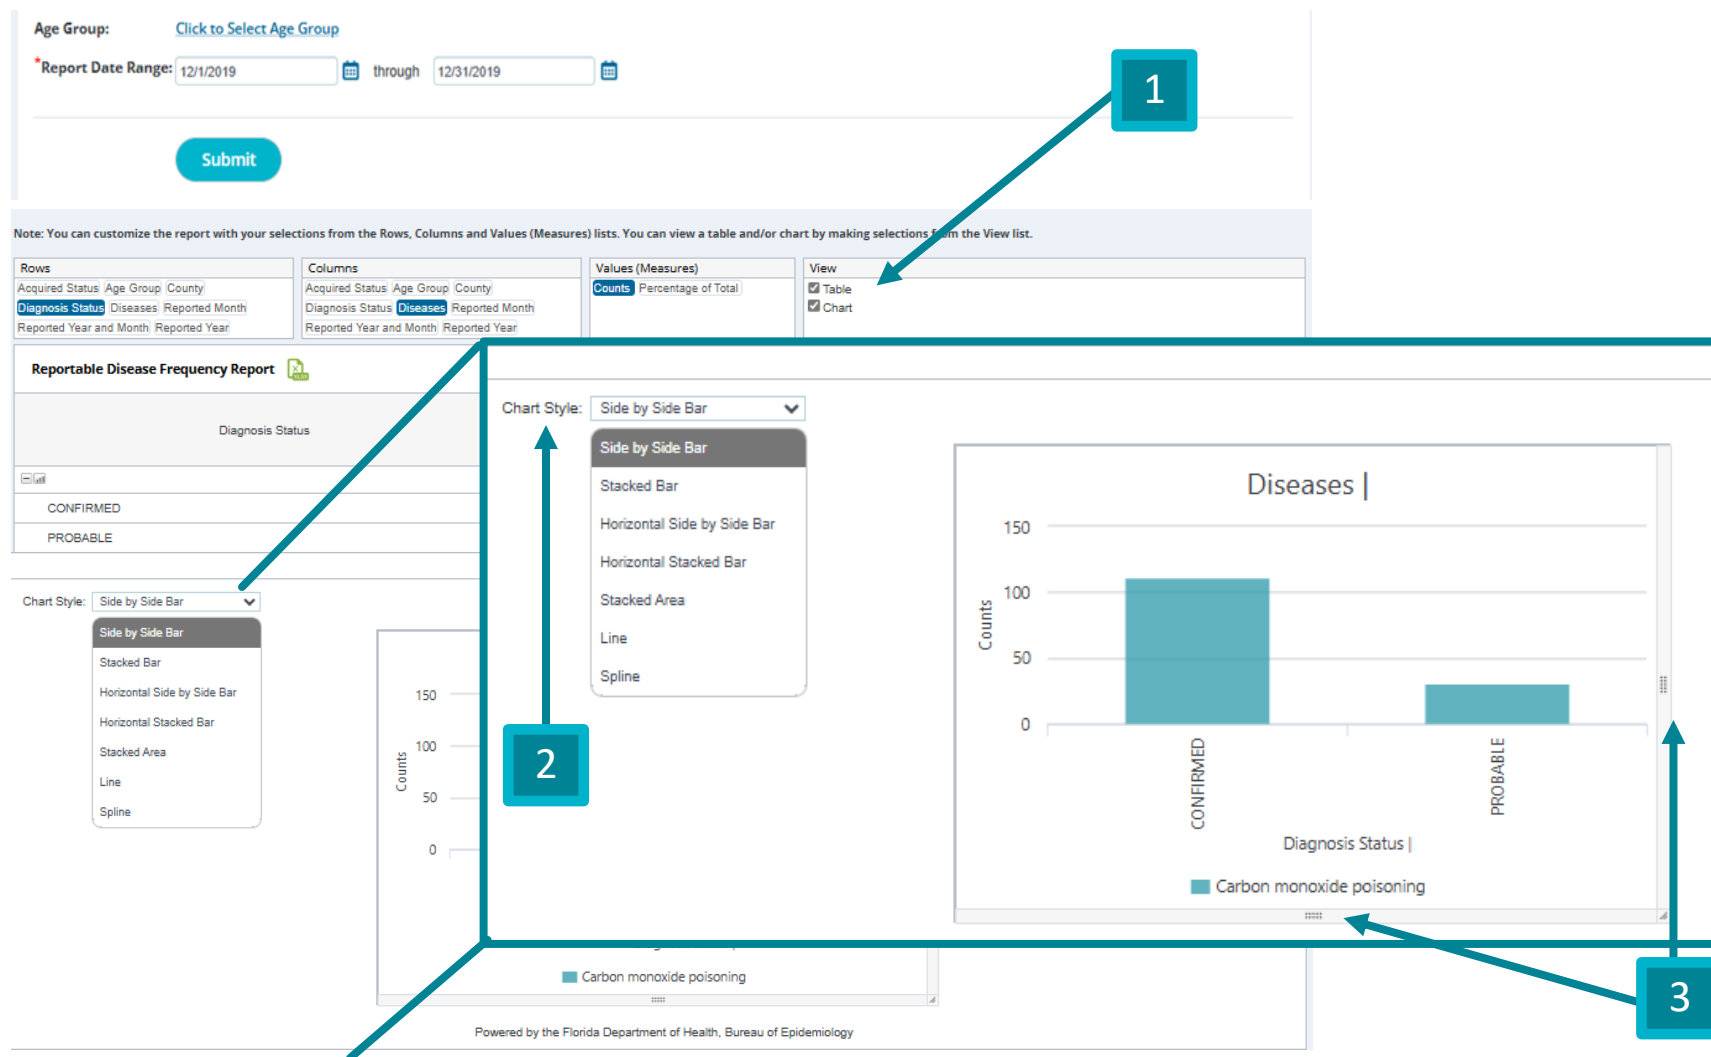 Age Group: Click to Select Age Group
*Report Date Range: 12/1/2019 through 12/31/2019
1
Submit
Note: You can customize the report with your selections from the Rows, Columns and Values (Measures) lists. You can view a table and/or chart by making selections from the View list.
Rows
Acquired Status Age Group County
Diagnosis Status Diseases Reported Month
Reported Year and Month Reported Year
Columns
Acquired Status Age Group County
Diagnosis Status Diseases Reported Month
Reported Year and Month Reported Year
Values (Measures)
Counts Percentage of Total
View
Table
Chart
Reportable Disease Frequency Report
Diagnosis Status
CONFIRMED
PROBABLE
Chart Style: Side by Side Bar
Side by Side Bar
Stacked Bar
Horizontal Side by Side Bar
Horizontal Stacked Bar
Stacked Area
Line
Spline
150
100
50
0
Counts
Carbon monoxide poisoning
Chart Style: Side by Side Bar
Side by Side Bar
Stacked Bar
Horizontal Side by Side Bar
Horizontal Stacked Bar
Stacked Area
Line
Spline
2
Diseases |
150
100
50
0
Counts
CONFIRMED
PROBABLE
Diagnosis Status |
Carbon monoxide poisoning
3
Powered by the Florida Department of Health, Bureau of Epidemiology